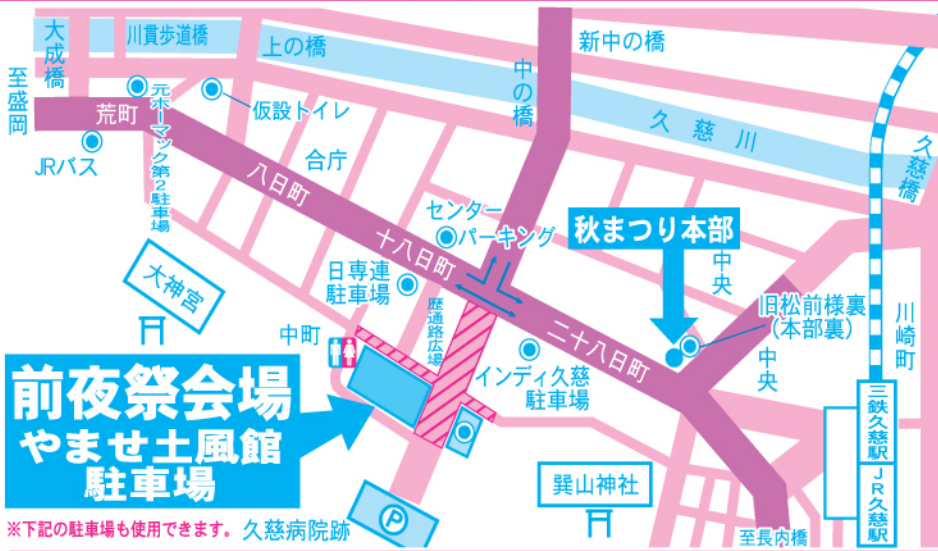 大成橋
川貫歩道橋
上の橋
新中の橋
至盛岡
中の橋
荒町
元ホーマック第2駐車場
仮設トイレ
久慈川
久慈橋
JRバス
合庁
八日町
センター
パーキング
秋まつり本部
十八日町
中央
大神宮
日専連
駐車場
歴通路広場
旧松前様裏
(本部裏)
川崎町
中町
二十八日町
中央
インディ久慈
駐車場
前夜祭会場
やませ土風館
駐車場
三鉄久慈駅
JR久慈駅
巽山神社
P
※下記の駐車場も使用できます。
久慈病院跡
至長内橋